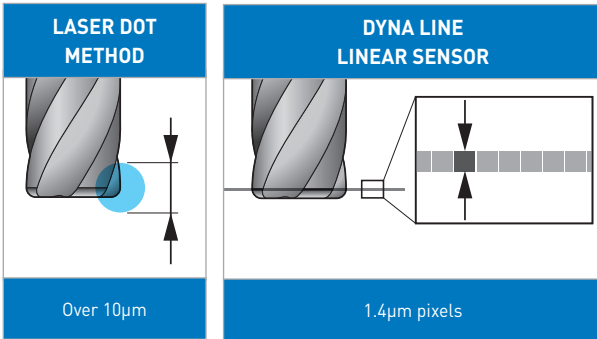 LASER DOT
METHOD
DYNA LINE
LINEAR SENSOR
Over 10µm
1.4µm pixels